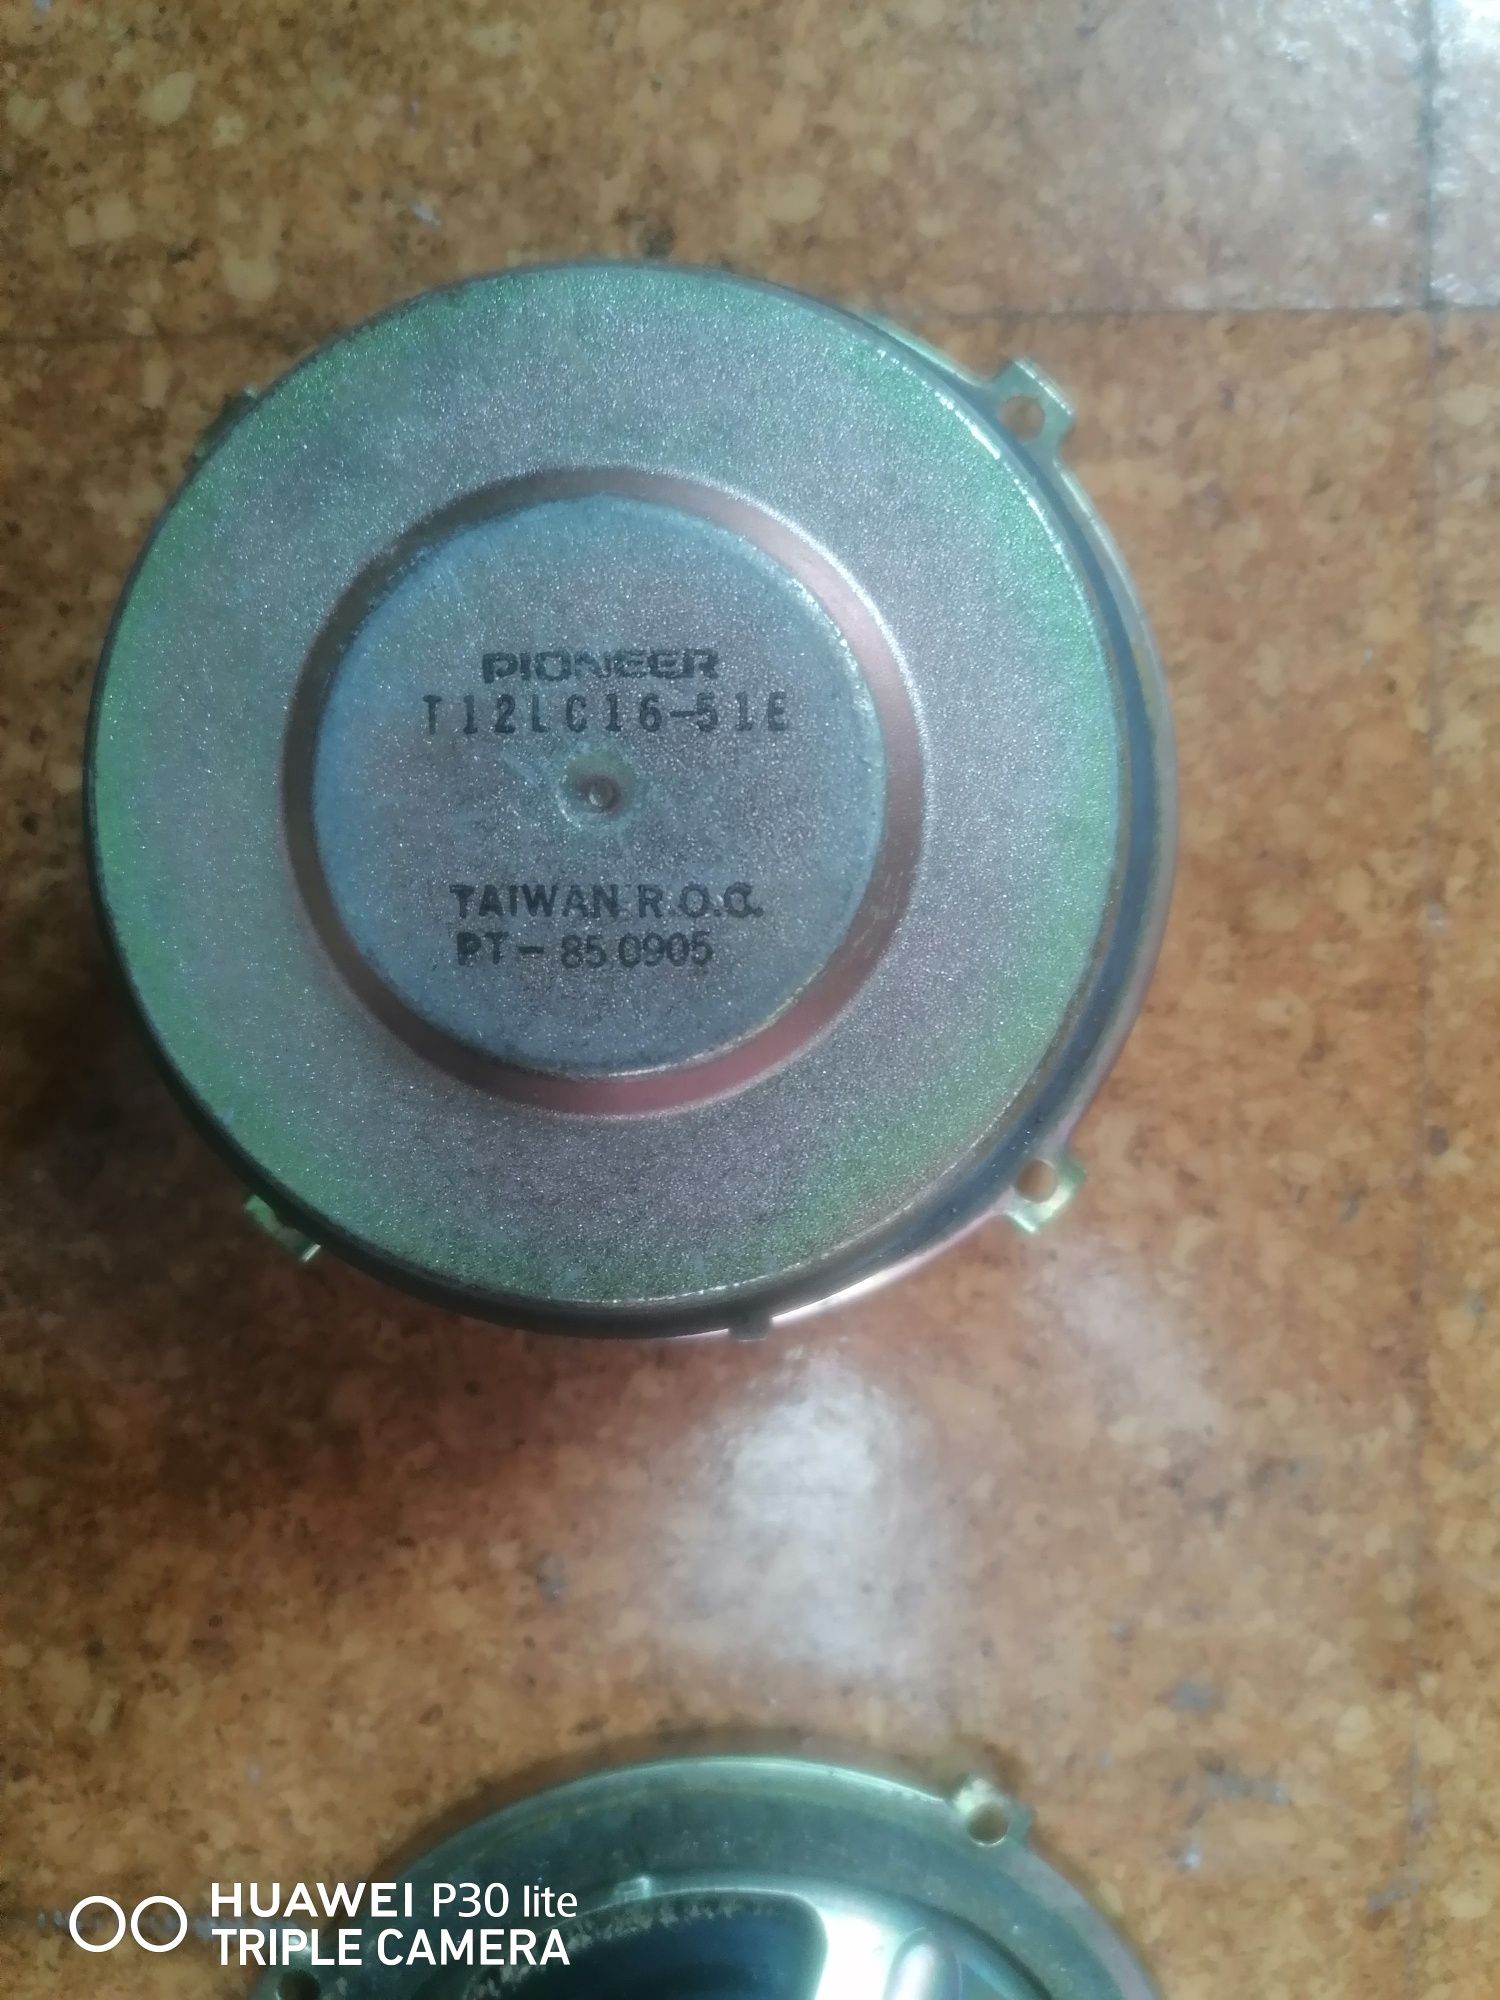 PIONEER
T12LC16-51E
TAIWAN R.O.C.
PT-85 0905
HUAWEI P30 lite
TRIPLE CAMERA